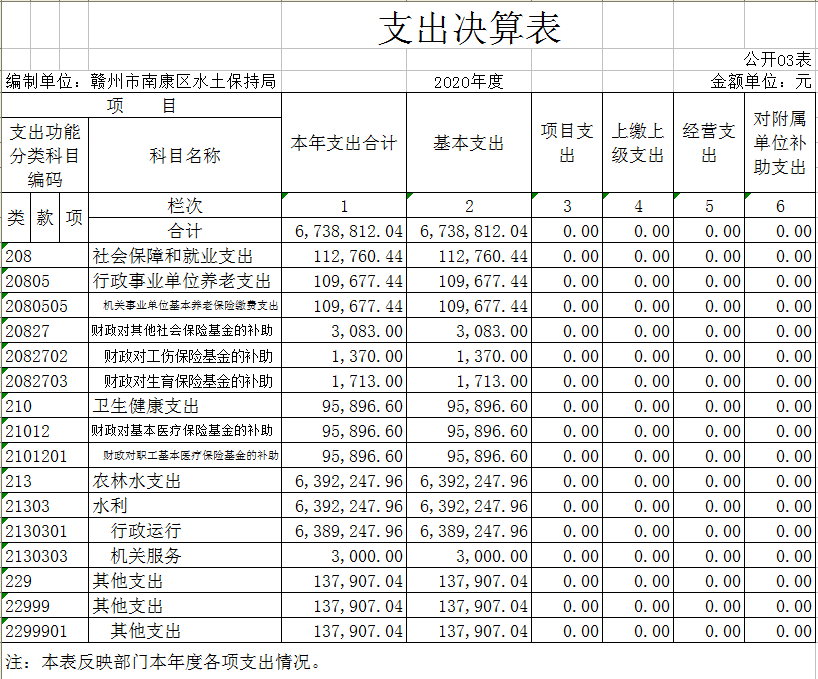 支出决算表
公开03表
编制单位：赣州市南康区水土保持局 2020年度 金额单位：元
项 目 本年支出合计 基本支出 项目支出 上缴上级支出 经营支出 对附属单位补助支出
支出功能分类科目编码 科目名称
类 款 项 栏次 1 2 3 4 5 6
合计 6,738,812.04 6,738,812.04 0.00 0.00 0.00 0.00
208 社会保障和就业支出 112,760.44 112,760.44 0.00 0.00 0.00 0.00
20805 行政事业单位养老支出 109,677.44 109,677.44 0.00 0.00 0.00 0.00
2080505 机关事业单位基本养老保险缴费支出 109,677.44 109,677.44 0.00 0.00 0.00 0.00
20827 财政对其他社会保险基金的补助 3,083.00 3,083.00 0.00 0.00 0.00 0.00
2082702 财政对工伤保险基金的补助 1,370.00 1,370.00 0.00 0.00 0.00 0.00
2082703 财政对生育保险基金的补助 1,713.00 1,713.00 0.00 0.00 0.00 0.00
210 卫生健康支出 95,896.60 95,896.60 0.00 0.00 0.00 0.00
21012 财政对基本医疗保险基金的补助 95,896.60 95,896.60 0.00 0.00 0.00 0.00
2101201 财政对职工基本医疗保险基金的补助 95,896.60 95,896.60 0.00 0.00 0.00 0.00
213 农林水支出 6,392,247.96 6,392,247.96 0.00 0.00 0.00 0.00
21303 水利 6,392,247.96 6,392,247.96 0.00 0.00 0.00 0.00
2130301 行政运行 6,389,247.96 6,389,247.96 0.00 0.00 0.00 0.00
2130303 机关服务 3,000.00 3,000.00 0.00 0.00 0.00 0.00
229 其他支出 137,907.04 137,907.04 0.00 0.00 0.00 0.00
22999 其他支出 137,907.04 137,907.04 0.00 0.00 0.00 0.00
2299901 其他支出 137,907.04 137,907.04 0.00 0.00 0.00 0.00
注：本表反映部门本年度各项支出情况。